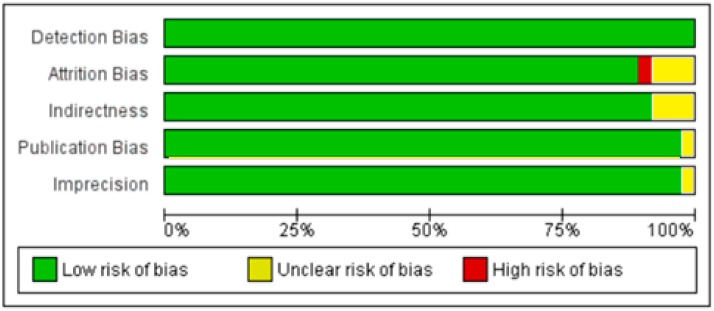 Detection Bias
Attrition Bias
Indirectness
Publication Bias
Imprecision
0% 25% 50% 75% 100%
Low risk of bias Unclear risk of bias High risk of bias